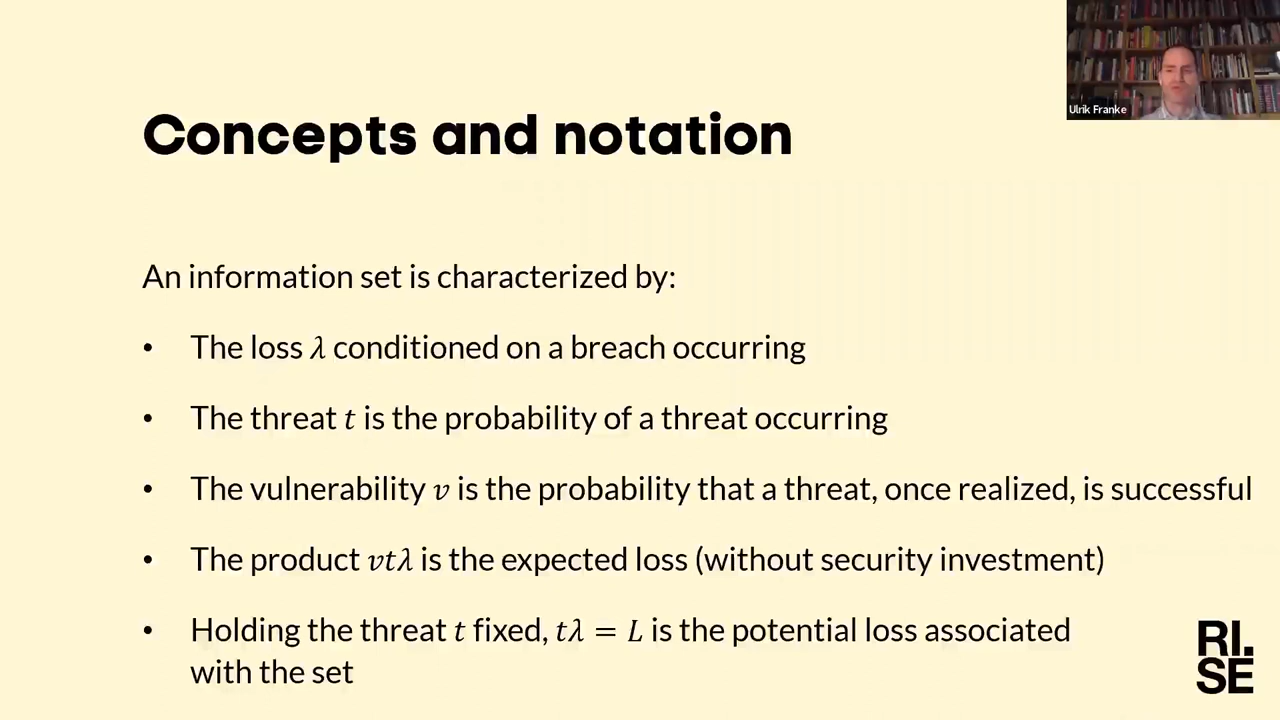 Ulrik Franke
Concepts and notation
An information set is characterized by:
• The loss λ conditioned on a breach occurring
• The threat t is the probability of a threat occurring
• The vulnerability v is the probability that a threat, once realized, is successful
• The product vtλ is the expected loss (without security investment)
• Holding the threat t fixed, tλ = L is the potential loss associated
with the set
RI.
SE